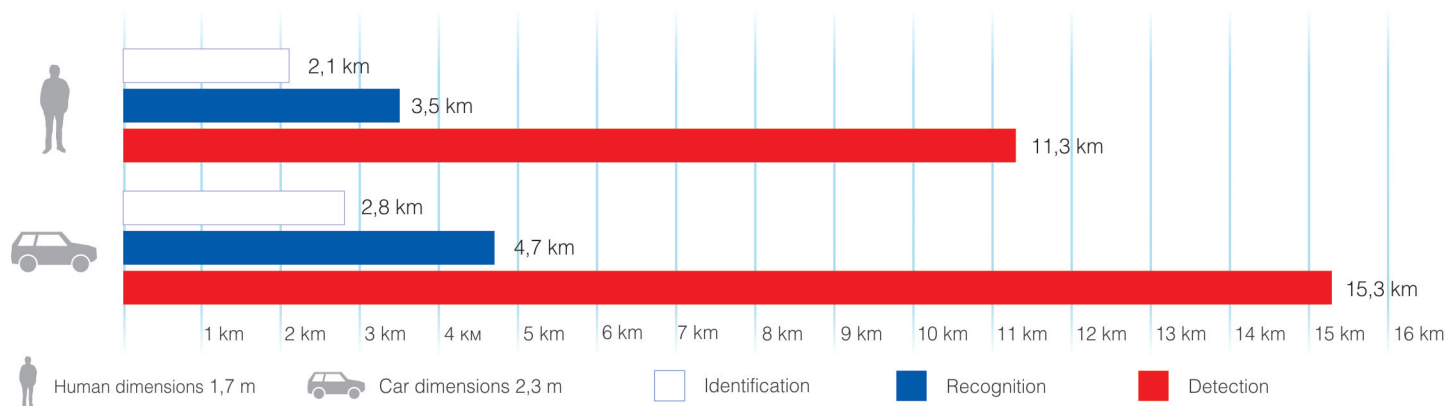 2,1 km
3,5 km
11,3 km
2,8 km
4,7 km
15,3 km
1 km 2 km 3 km 4 км 5 km 6 km 7 km 8 km 9 km 10 km 11 km 12 km 13 km 14 km 15 km 16 km
Human dimensions 1,7 m Car dimensions 2,3 m Identification Recognition Detection